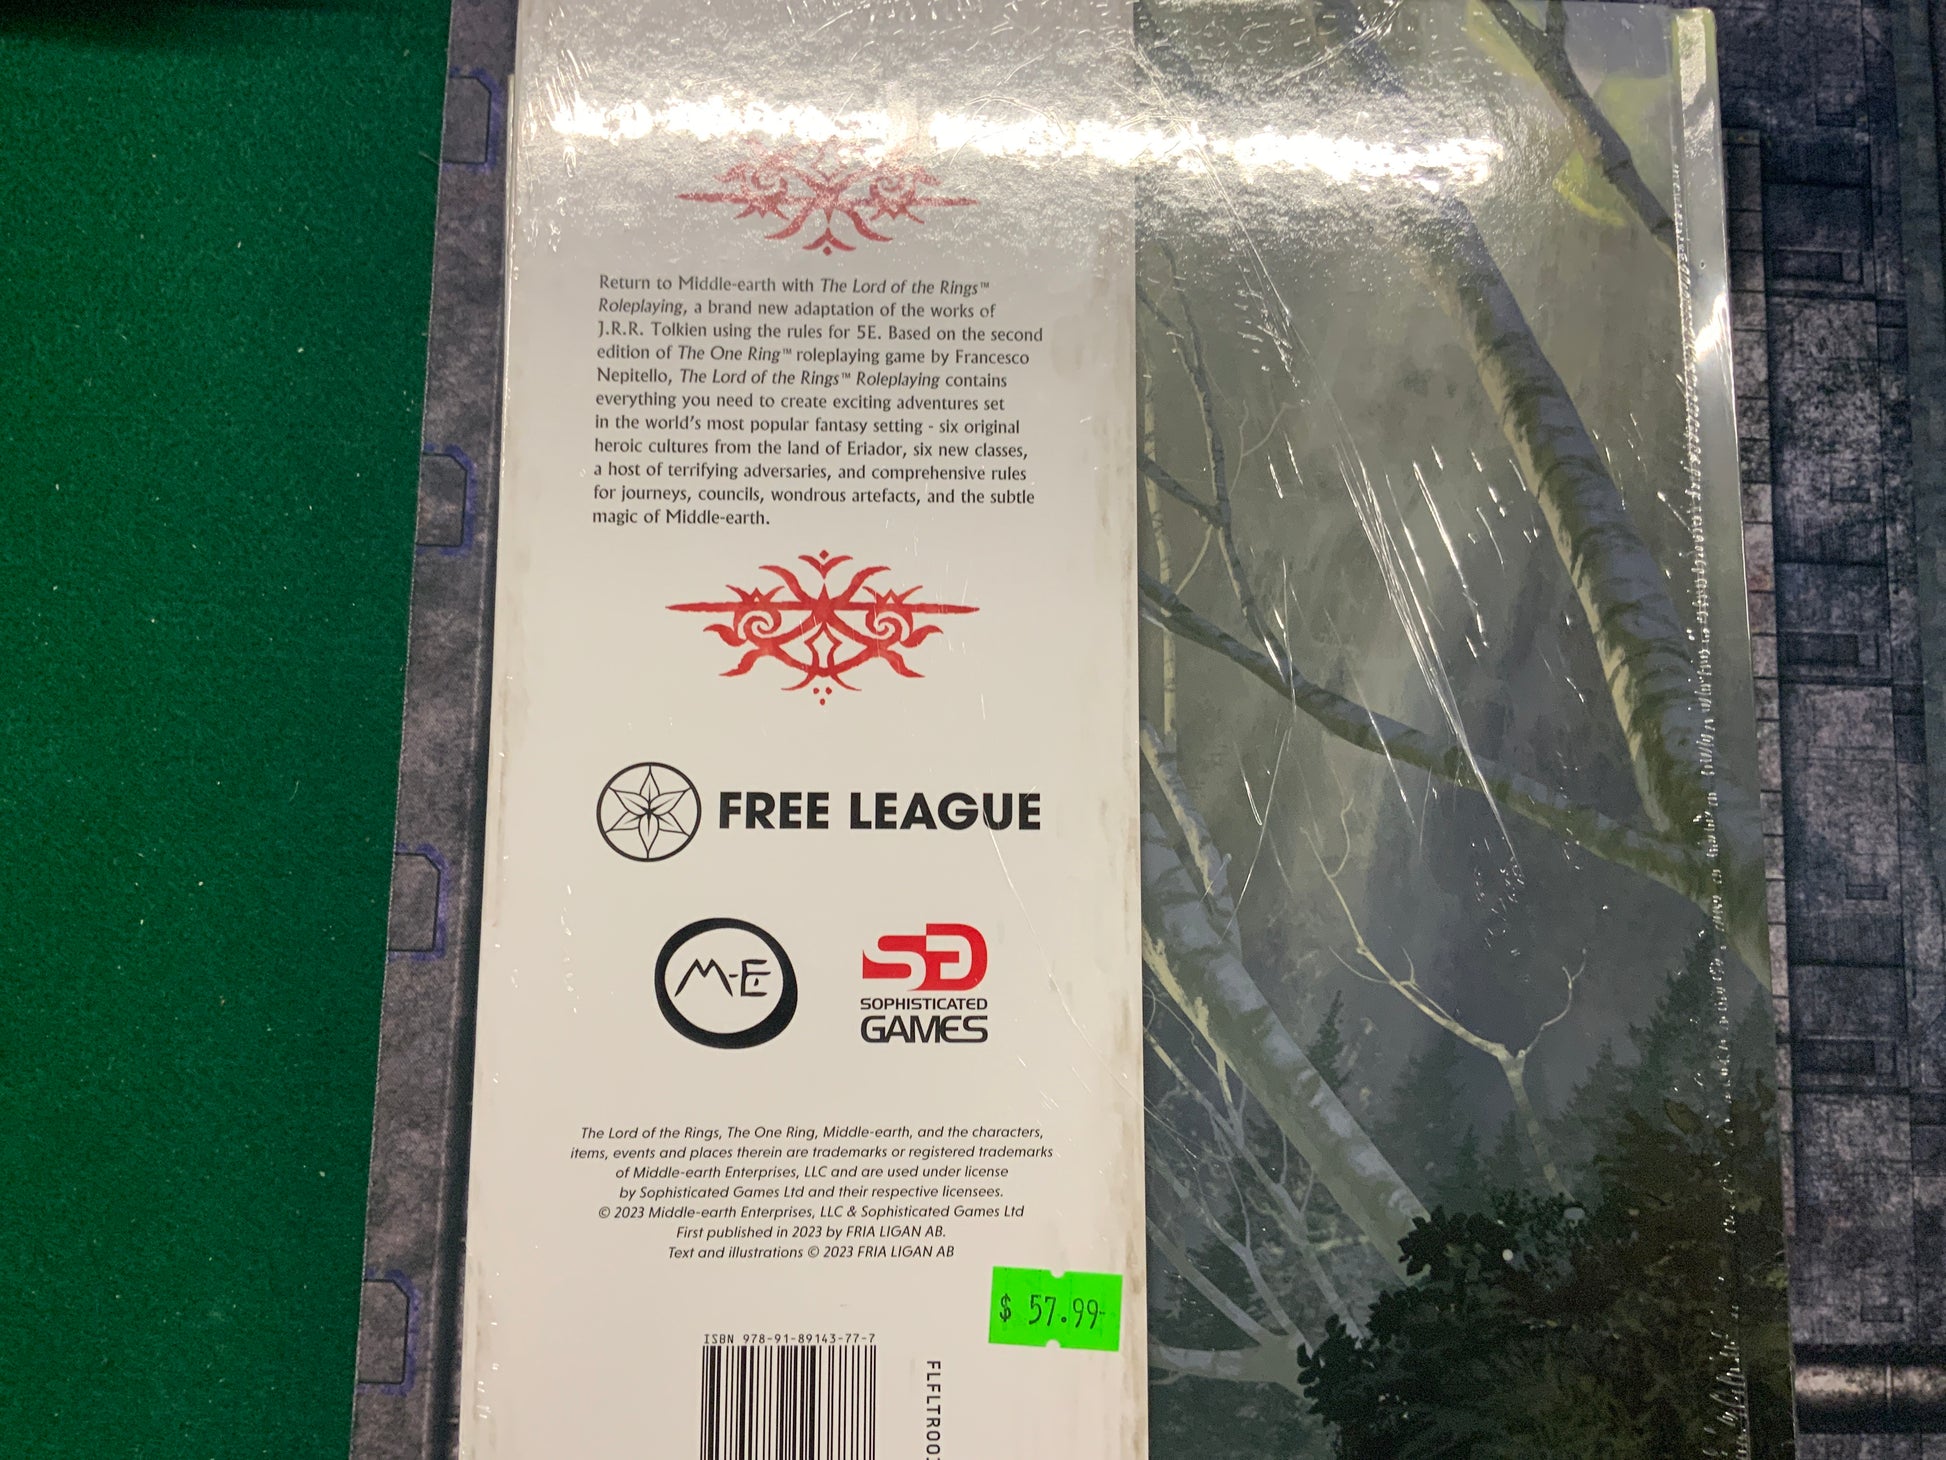 Return to Middle-earth with The Lord of the Rings™
Roleplaying, a brand new adaptation of the works of
J.R.R. Tolkien using the rules for 5E. Based on the second
edition of The One Ring™ roleplaying game by Francesco
Nepitello, The Lord of the Rings™ Roleplaying contains
everything you need to create exciting adventures set
in the world's most popular fantasy setting - six original
heroic cultures from the land of Eriador, six new classes,
a host of terrifying adversaries, and comprehensive rules
for journeys, councils, wondrous artefacts, and the subtle
magic of Middle-earth.
FREE LEAGUE
M-E
SG
SOPHISTICATED
GAMES
The Lord of the Rings, The One Ring, Middle-earth, and the characters,
items, events and places therein are trademarks or registered trademarks
of Middle-earth Enterprises, LLC and are used under license
by Sophisticated Games Ltd and their respective licensees.
© 2023 Middle-earth Enterprises, LLC & Sophisticated Games Ltd
First published in 2023 by FRIA LIGAN AB.
Text and illustrations © 2023 FRIA LIGAN AB
$ 57.99-
ISBN 978-91-89143-77-7